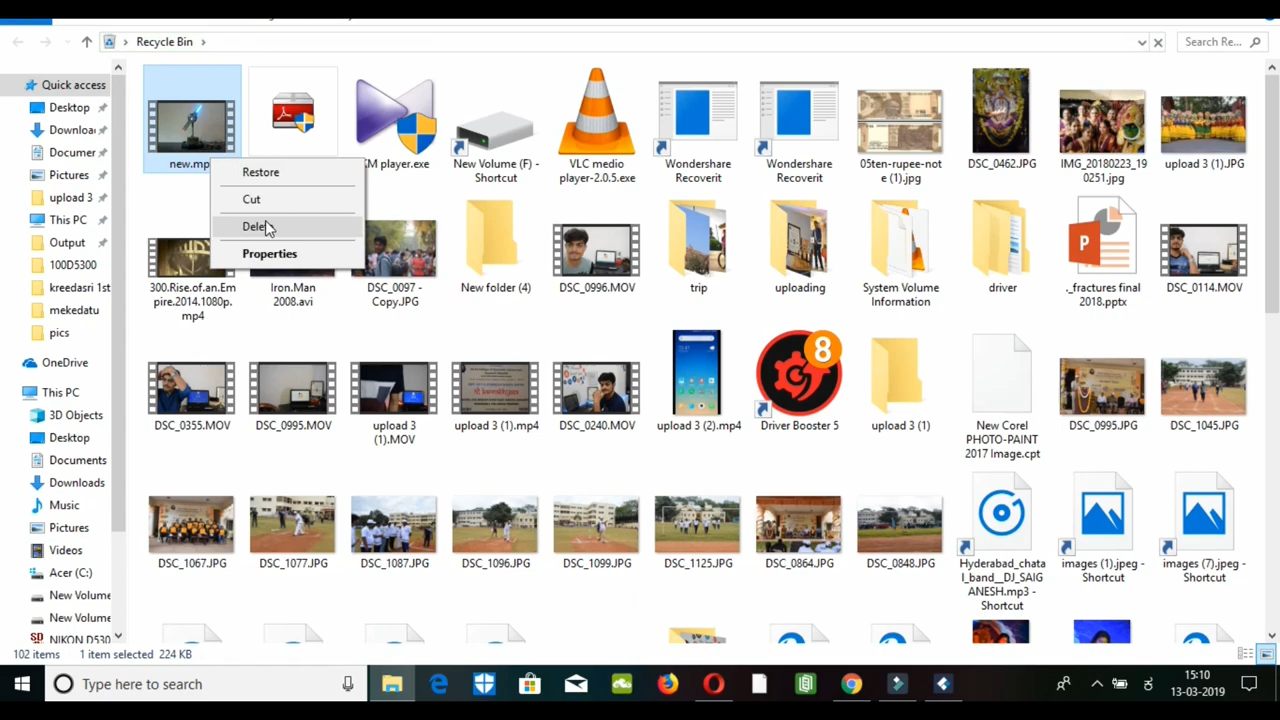 Recycle Bin
Search Re...
Quick access
Desktop
Downloa
Documer
Pictures
upload 3
This PC
Output
100D5300
kreedasri 1st
mekedatu
pics
OneDrive
This PC
3D Objects
Desktop
Documents
Downloads
Music
Pictures
Videos
Acer (C:)
New Volume
New Volume
NIKON D530
new.mp
M player.exe
New Volume (F) -
Shortcut
VLC medio
player-2.0.5.exe
Wondershare
Recoverit
Wondershare
Recoverit
05ten-rupee-not
e (1).jpg
DSC_0462.JPG
IMG_20180223_19
0251.jpg
upload 3 (1).JPG
Restore
Cut
Dele
Properties
300.Rise.of.an.Em
pire.2014.1080p.
mp4
Iron.Man
2008.avi
DSC_0097 -
Copy.JPG
New folder (4)
DSC_0996.MOV
trip
uploading
System Volume
Information
driver
._fractures final
2018.pptx
DSC_0114.MOV
DSC_0355.MOV
DSC_0995.MOV
upload 3
(1).MOV
upload 3 (1).mp4
DSC_0240.MOV
upload 3 (2).mp4
8
Driver Booster 5
upload 3 (1)
New Corel
PHOTO-PAINT
2017 Image.cpt
DSC_0995.JPG
DSC_1045.JPG
DSC_1067.JPG
DSC_1077.JPG
DSC_1087.JPG
DSC_1096.JPG
DSC_1099.JPG
DSC_1125.JPG
DSC_0864.JPG
DSC_0848.JPG
Hyderabad_chata
l_band__DJ_SAIG
ANESH.mp3 -
Shortcut
images (1).jpeg -
Shortcut
images (7).jpeg -
Shortcut
102 items 1 item selected 224 KB
Type here to search
15:10
13-03-2019